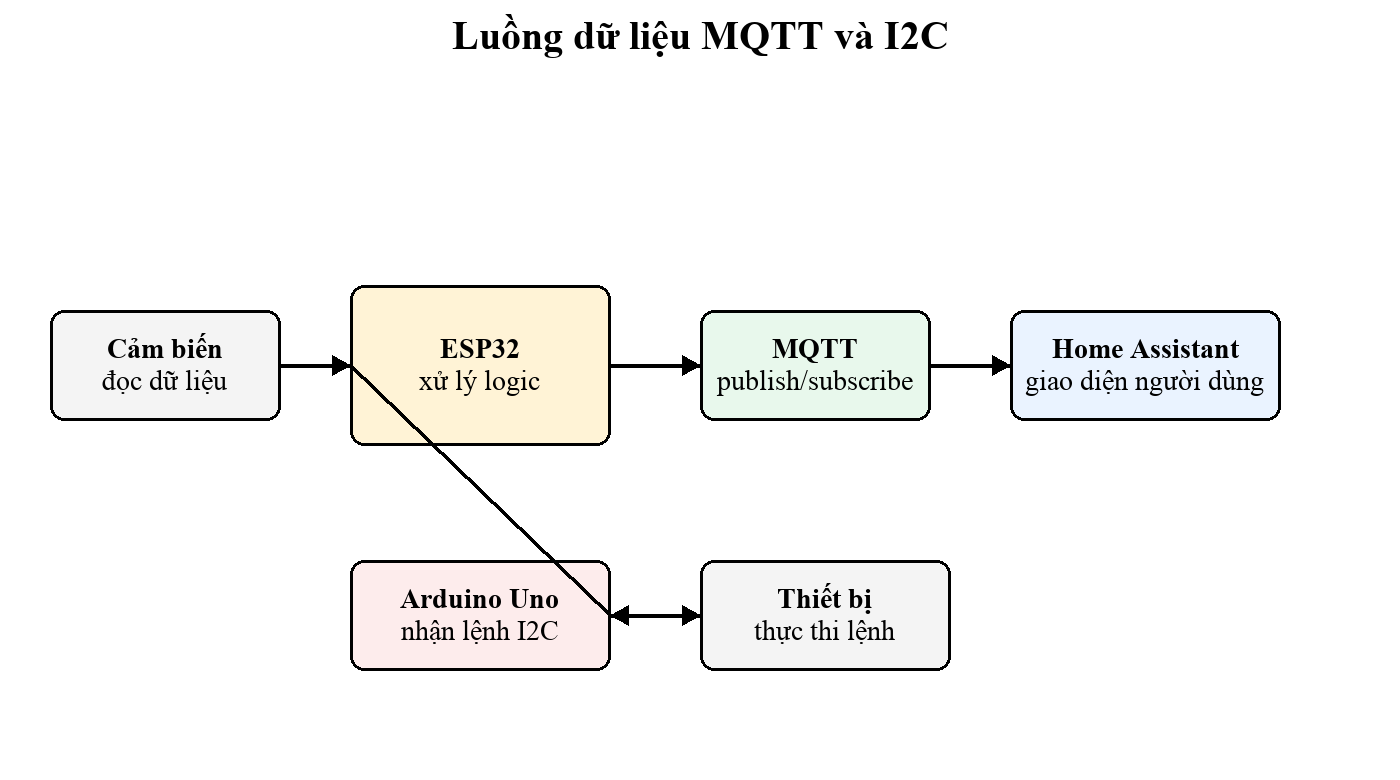 Luồng dữ liệu MQTT và I2C
Cảm biến
đọc dữ liệu
ESP32
xử lý logic
MQTT
publish/subscribe
Home Assistant
giao diện người dùng
Arduino Uno
nhận lệnh I2C
Thiết bị
thực thi lệnh